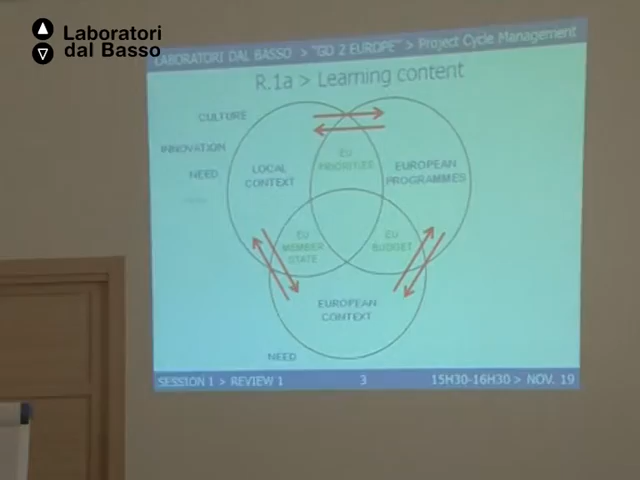 Laboratori
dal Basso
LABORATORI DAL BASSO > "GO 2 EUROPE" > Project Cycle Management
R.1a > Learning content
CULTURE
INNOVATION
NEED
LOCAL
CONTEXT
EU
PRIORITIES
EUROPEAN
PROGRAMMES
EU
MEMBER
STATE
EU
BUDGET
EUROPEAN
CONTEXT
NEED
SESSION 1 > REVIEW 1
3
15H30-16H30 > NOV. 19